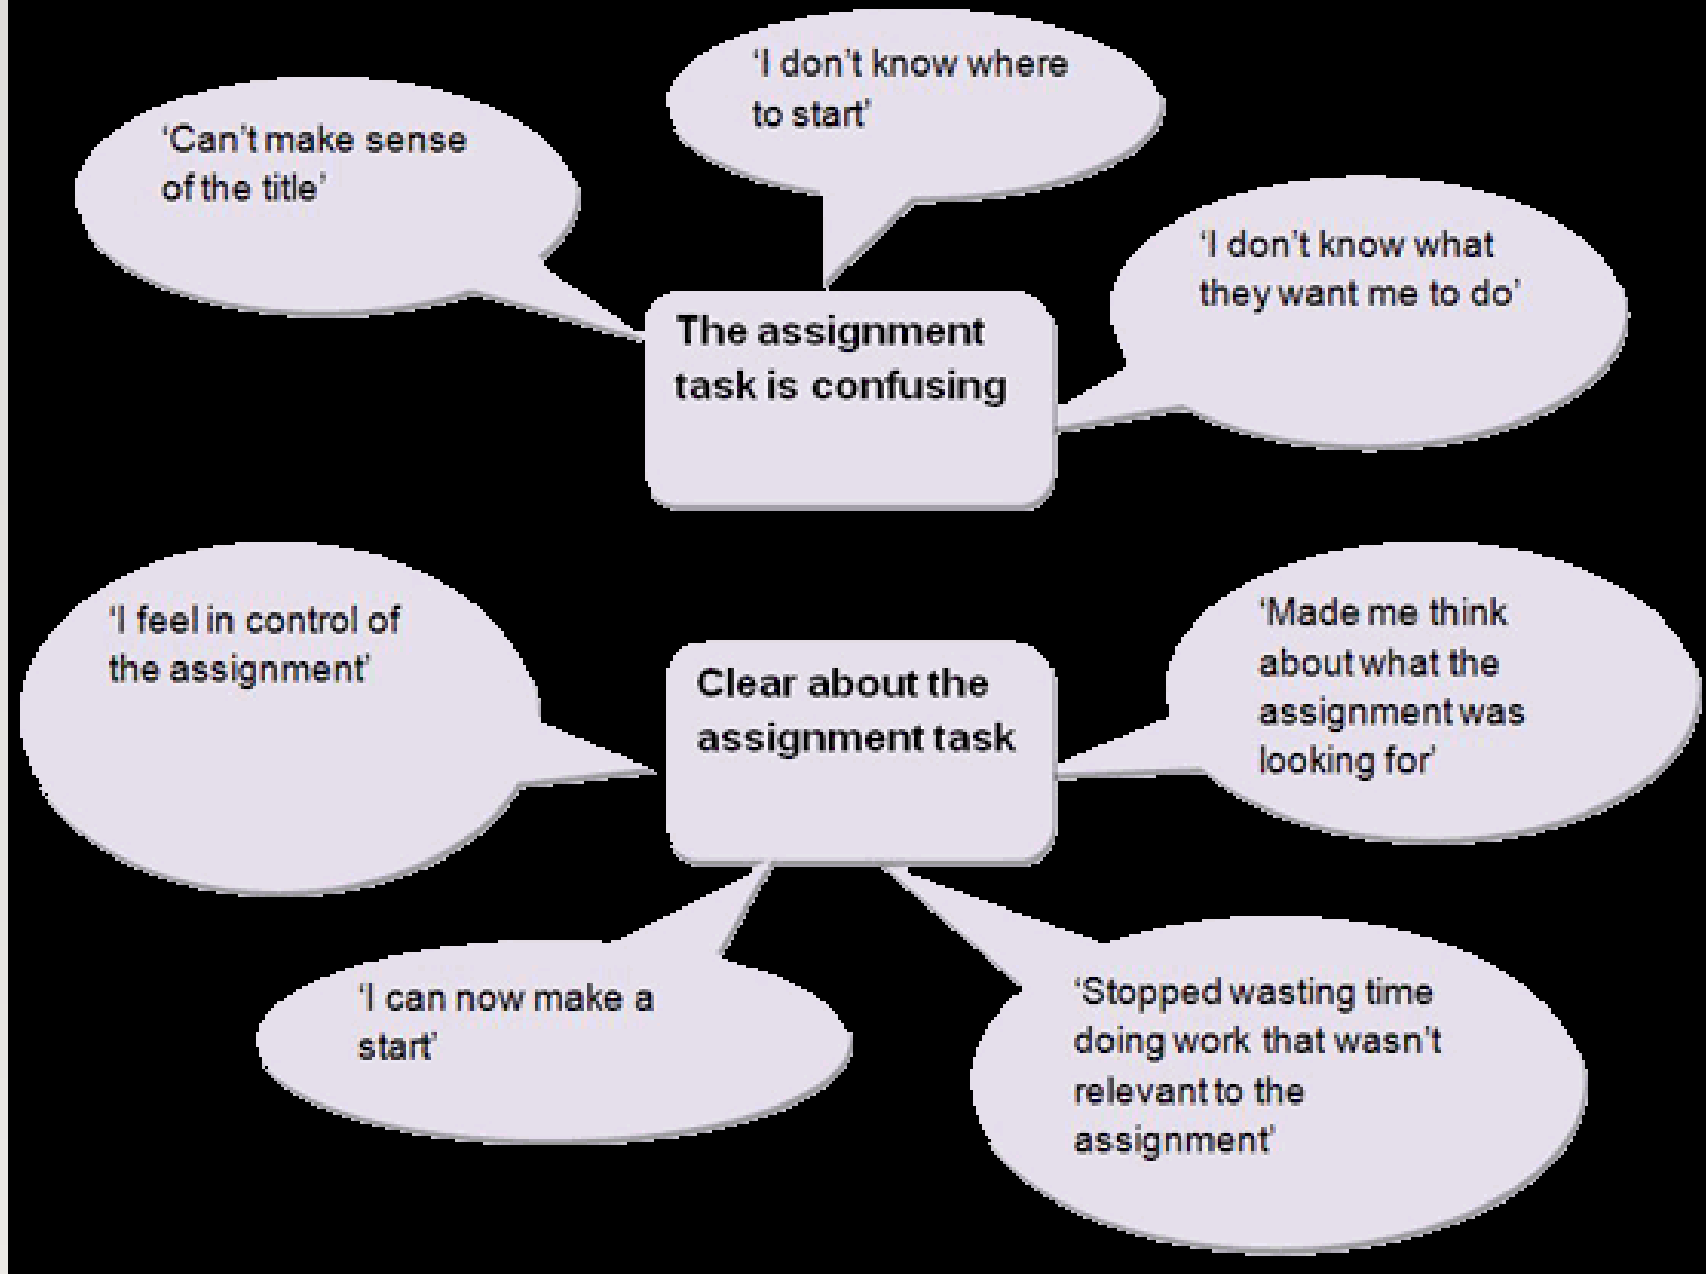 ‘I don’t know where
to start’
‘Can’t make sense
of the title’
‘I don’t know what
they want me to do’
The assignment
task is confusing
‘I feel in control of
the assignment’
Clear about the
assignment task
‘Made me think
about what the
assignment was
looking for’
‘I can now make a
start’
‘Stopped wasting time
doing work that wasn’t
relevant to the
assignment’